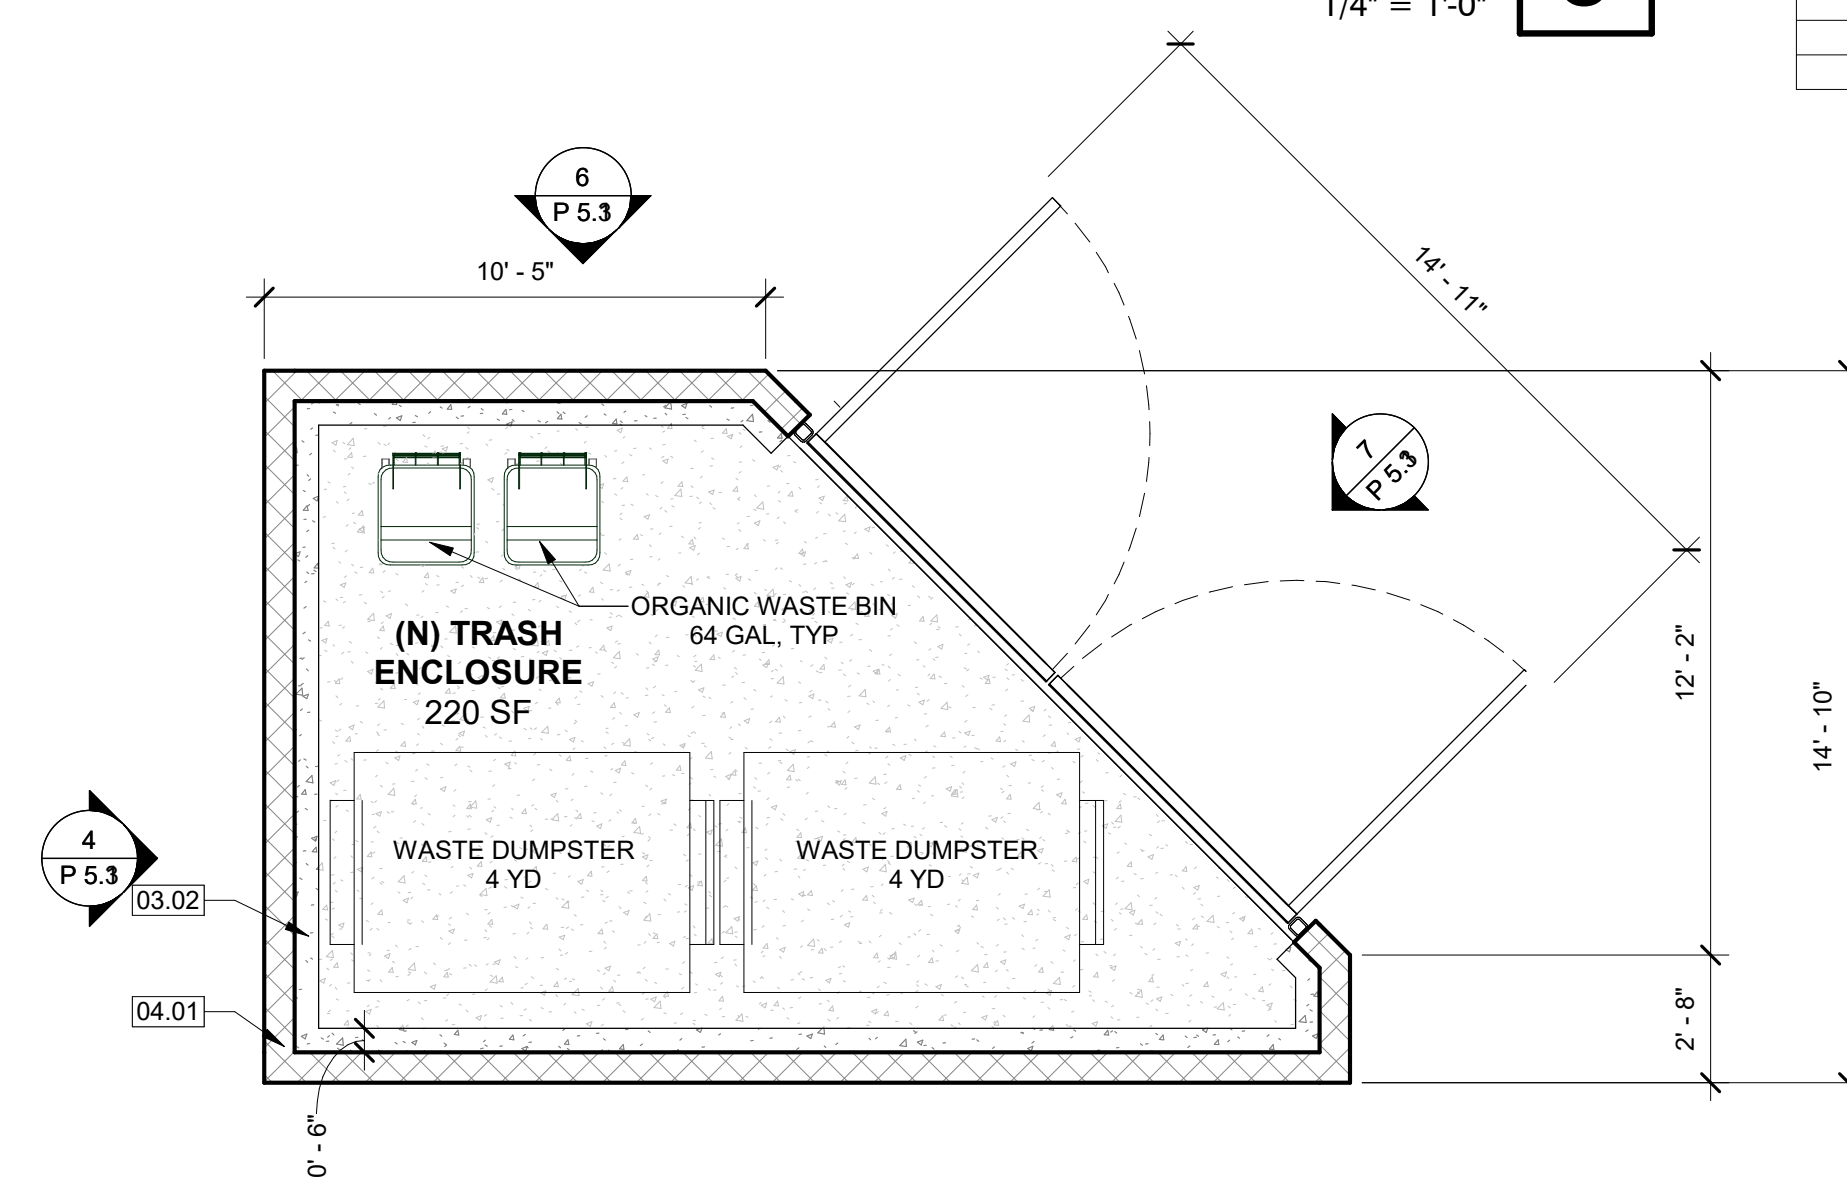 1/4" = 1'-0"
6
P 5.3
10' - 5"
14' - 11"
7
P 5.3
ORGANIC WASTE BIN
64 GAL, TYP
(N) TRASH
ENCLOSURE
220 SF
12' - 2"
14' - 10"
WASTE DUMPSTER
4 YD
WASTE DUMPSTER
4 YD
4
P 5.3
03.02
04.01
2' - 8"
0' - 6"